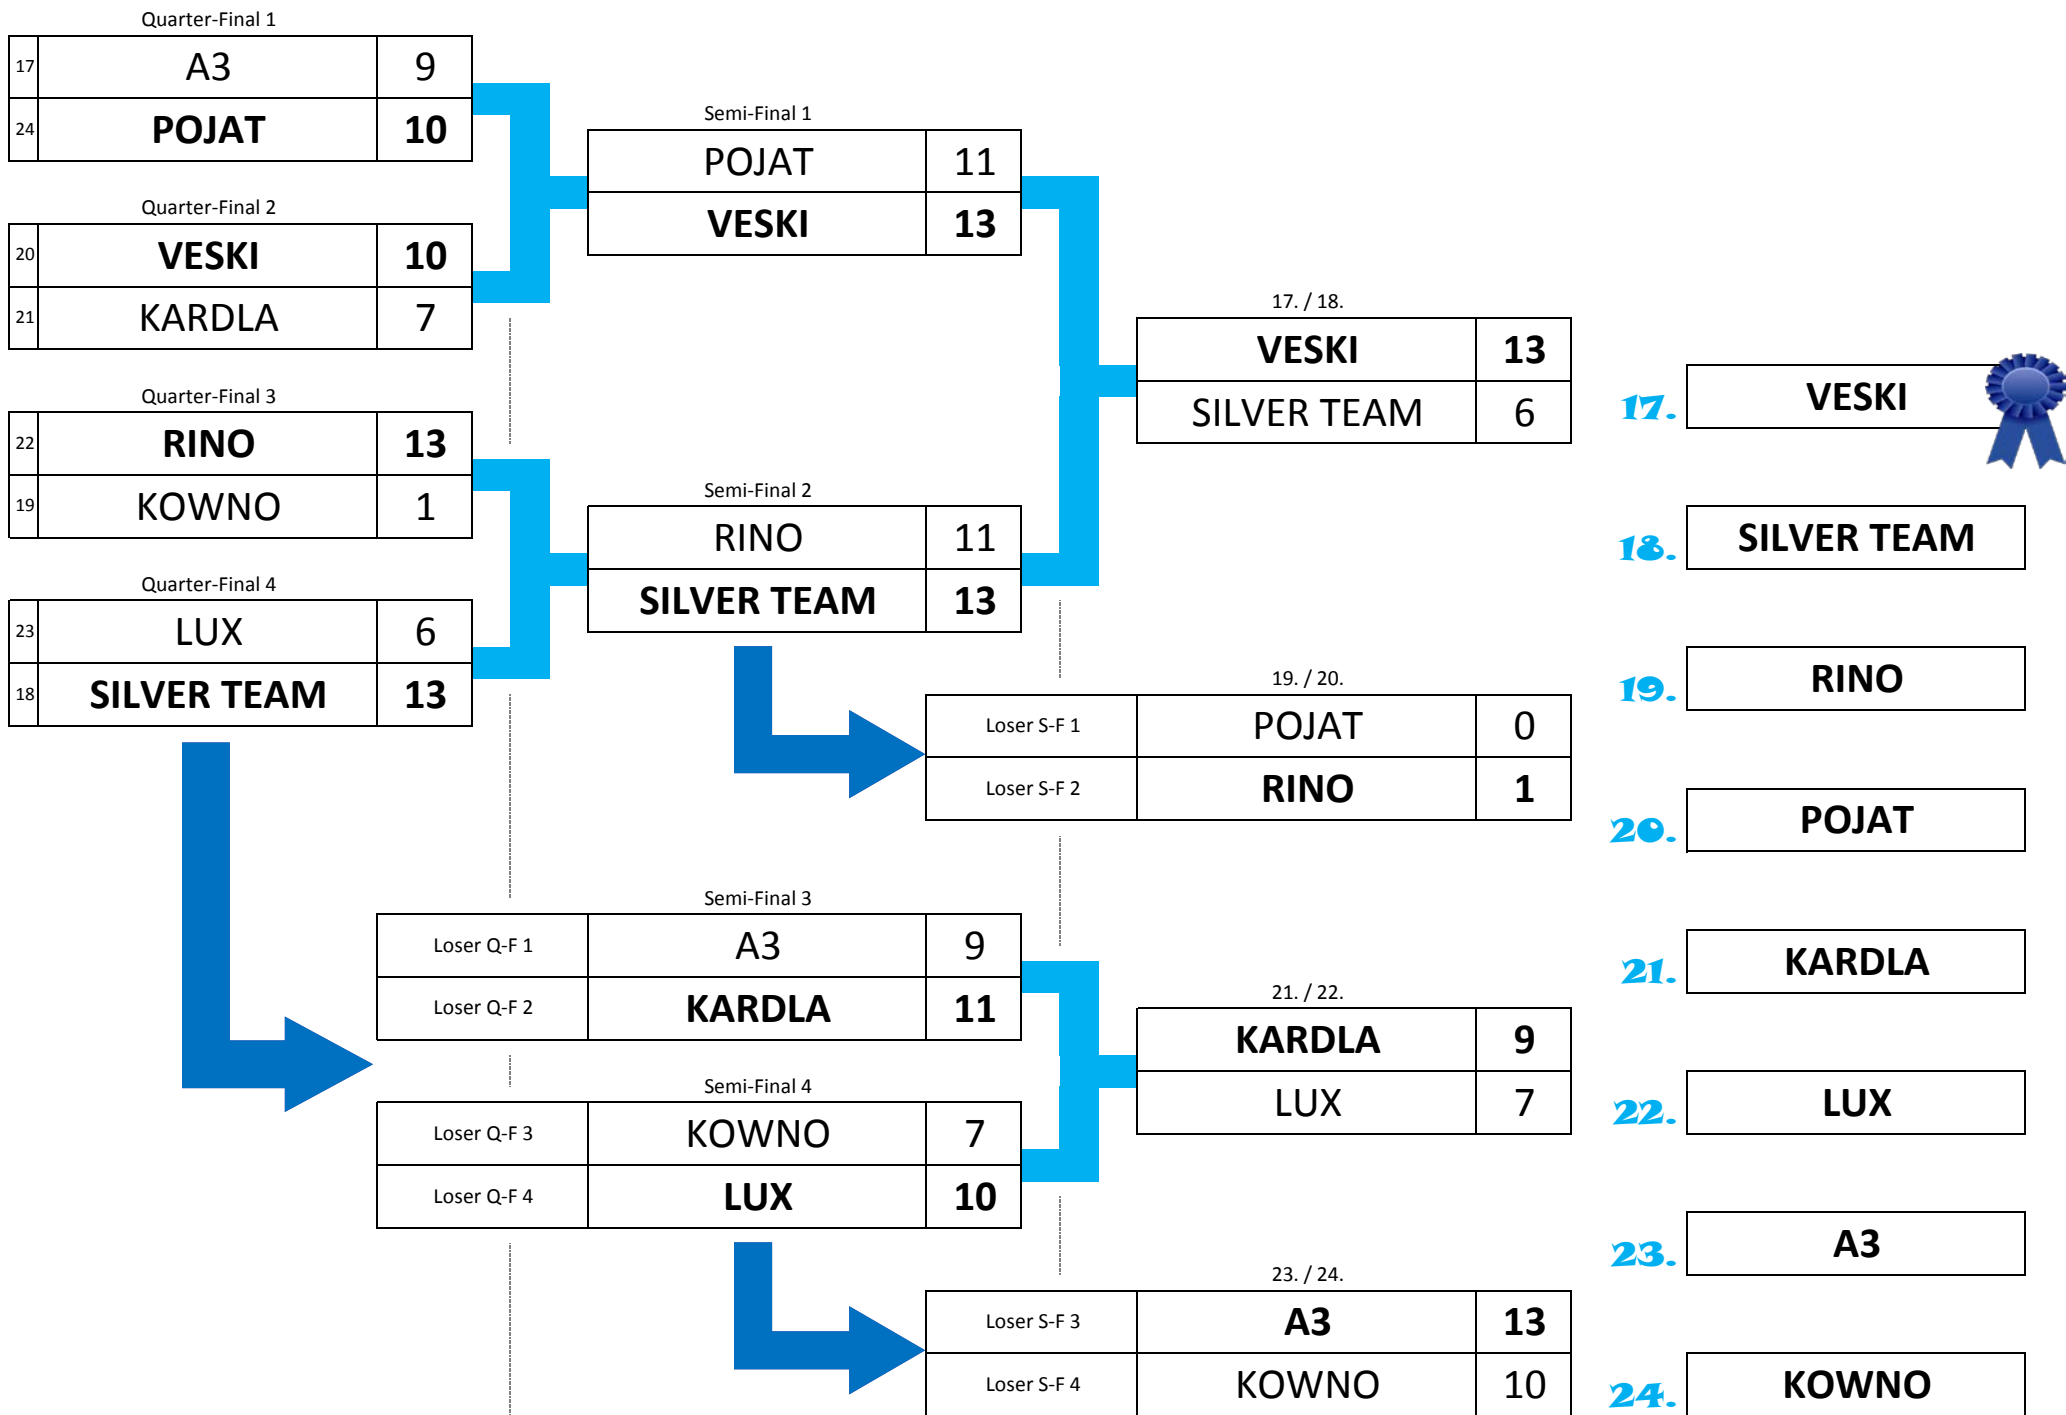 Quarter-Final 1
17 A3 9
24 POJAT 10
Quarter-Final 2
20 VESKI 10
21 KARDLA 7
Quarter-Final 3
22 RINO 13
19 KOWNO 1
Quarter-Final 4
23 LUX 6
18 SILVER TEAM 13
Semi-Final 1
POJAT 11
VESKI 13
Semi-Final 2
RINO 11
SILVER TEAM 13
17. / 18.
VESKI 13
SILVER TEAM 6
19. / 20.
Loser S-F 1 POJAT 0
Loser S-F 2 RINO 1
Semi-Final 3
Loser Q-F 1 A3 9
Loser Q-F 2 KARDLA 11
Semi-Final 4
Loser Q-F 3 KOWNO 7
Loser Q-F 4 LUX 10
21. / 22.
KARDLA 9
LUX 7
23. / 24.
Loser S-F 3 A3 13
Loser S-F 4 KOWNO 10
17. VESKI
18. SILVER TEAM
19. RINO
20. POJAT
21. KARDLA
22. LUX
23. A3
24. KOWNO